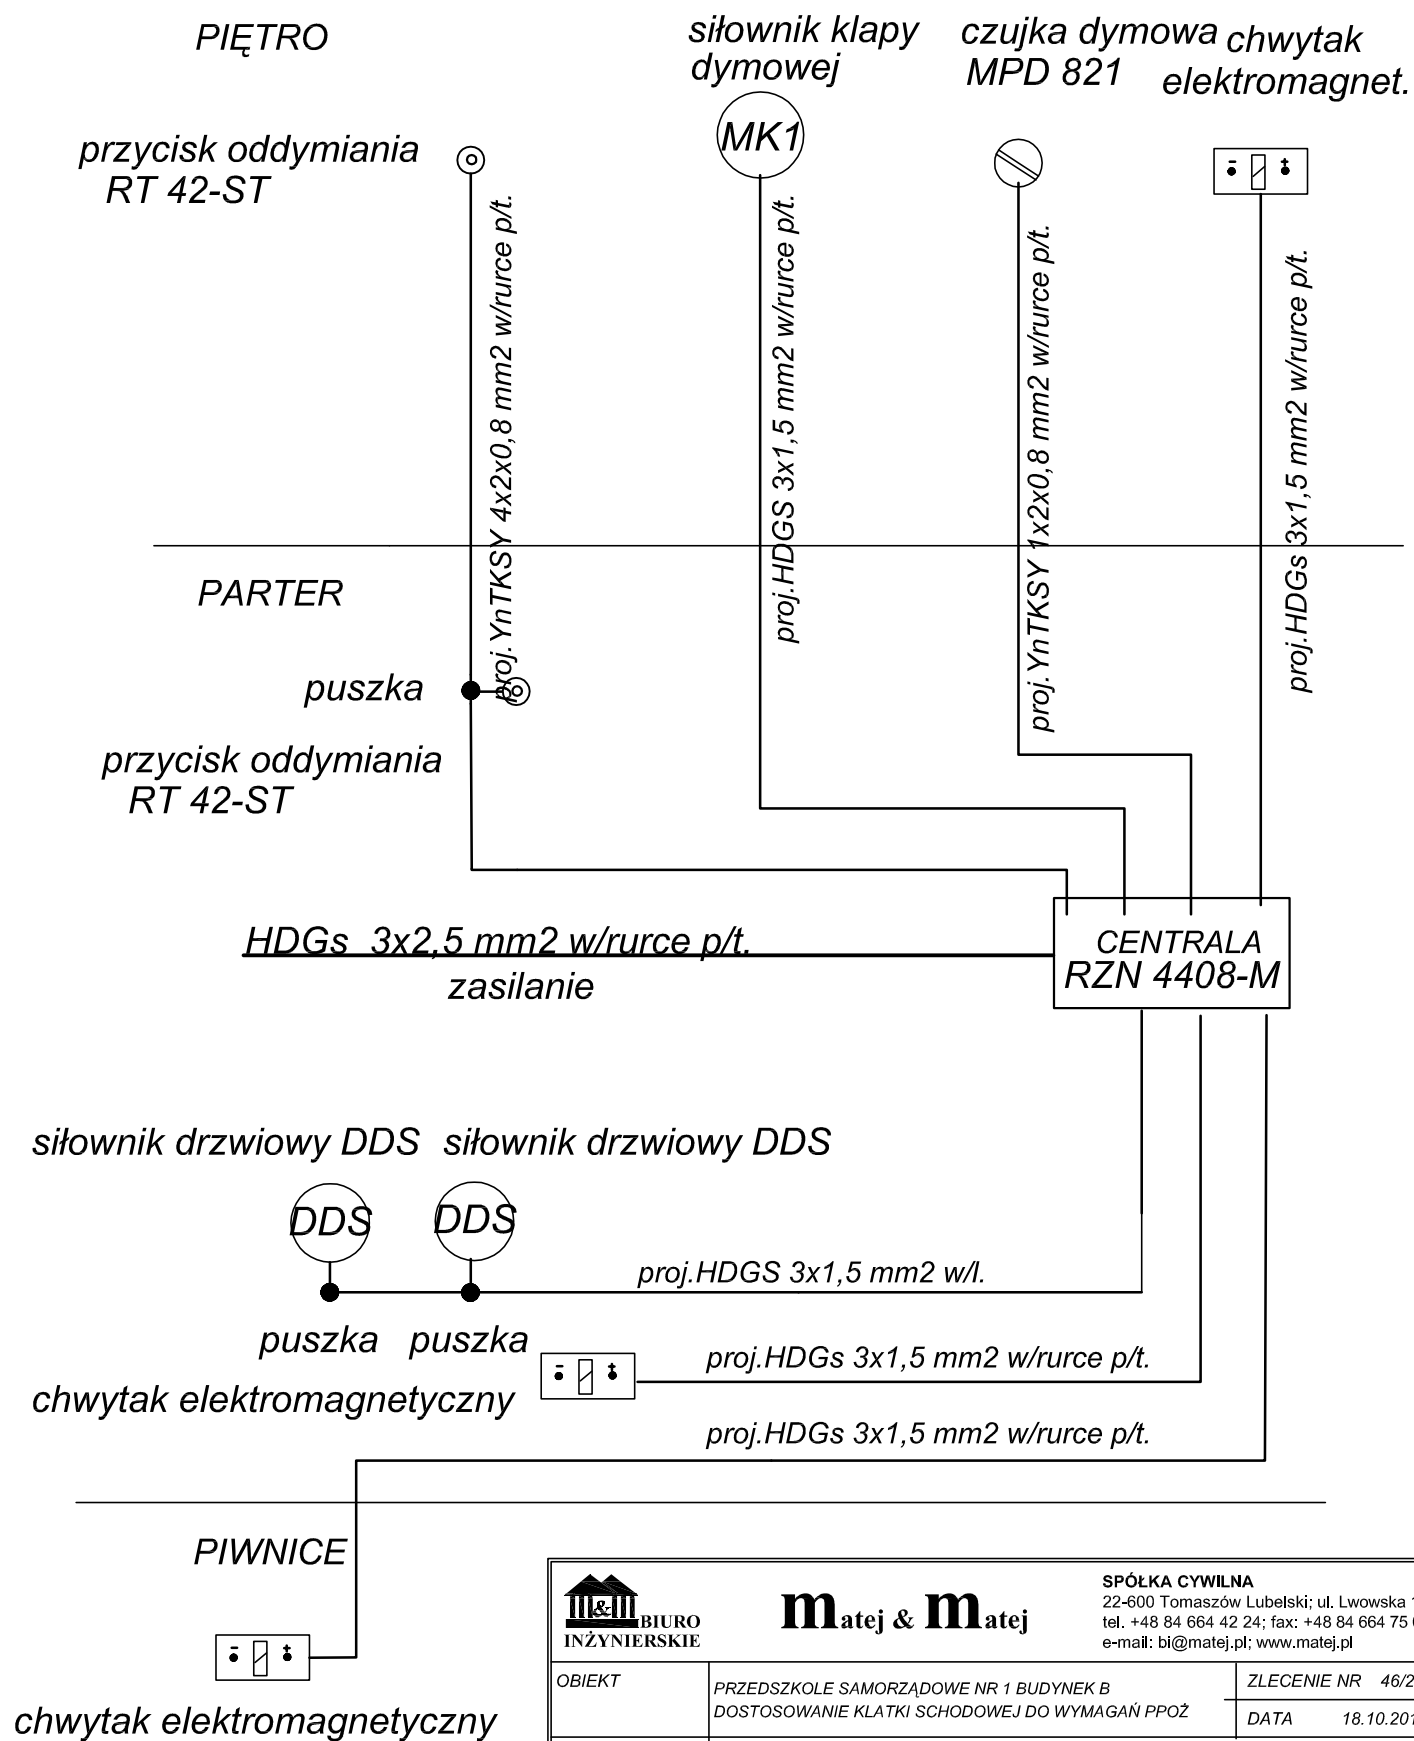 PIĘTRO
siłownik klapy
dymowej
czujka dymowa
MPD 821
chwytak
elektromagnet.
MK1
przycisk oddymiania
RT 42-ST
- +
proj.YnTKSY 4x2x0,8 mm2 w/rurce p/t.
proj.HDGS 3x1,5 mm2 w/rurce p/t.
proj.YnTKSY 1x2x0,8 mm2 w/rurce p/t.
proj.HDGs 3x1,5 mm2 w/rurce p/t.
PARTER
puszka
przycisk oddymiania
RT 42-ST
HDGs 3x2,5 mm2 w/rurce p/t.
zasilanie
CENTRALA
RZN 4408-M
siłownik drzwiowy DDS siłownik drzwiowy DDS
DDS DDS
proj.HDGS 3x1,5 mm2 w/l.
puszka puszka
- +
proj.HDGs 3x1,5 mm2 w/rurce p/t.
chwytak elektromagnetyczny
proj.HDGs 3x1,5 mm2 w/rurce p/t.
PIWNICE
- +
chwytak elektromagnetyczny
m&m BIURO
INŻYNIERSKIE
matej & matej
SPÓŁKA CYWILNA
22-600 Tomaszów Lubelski; ul. Lwowska
tel. +48 84 664 42 24; fax: +48 84 664 75
e-mail: bi@matej.pl; www.matej.pl
OBIEKT
PRZEDSZKOLE SAMORZĄDOWE NR 1 BUDYNEK B
DOSTOSOWANIE KLATKI SCHODOWEJ DO WYMAGAŃ PPOŻ
ZLECENIE NR 46/2
DATA 18.10.201